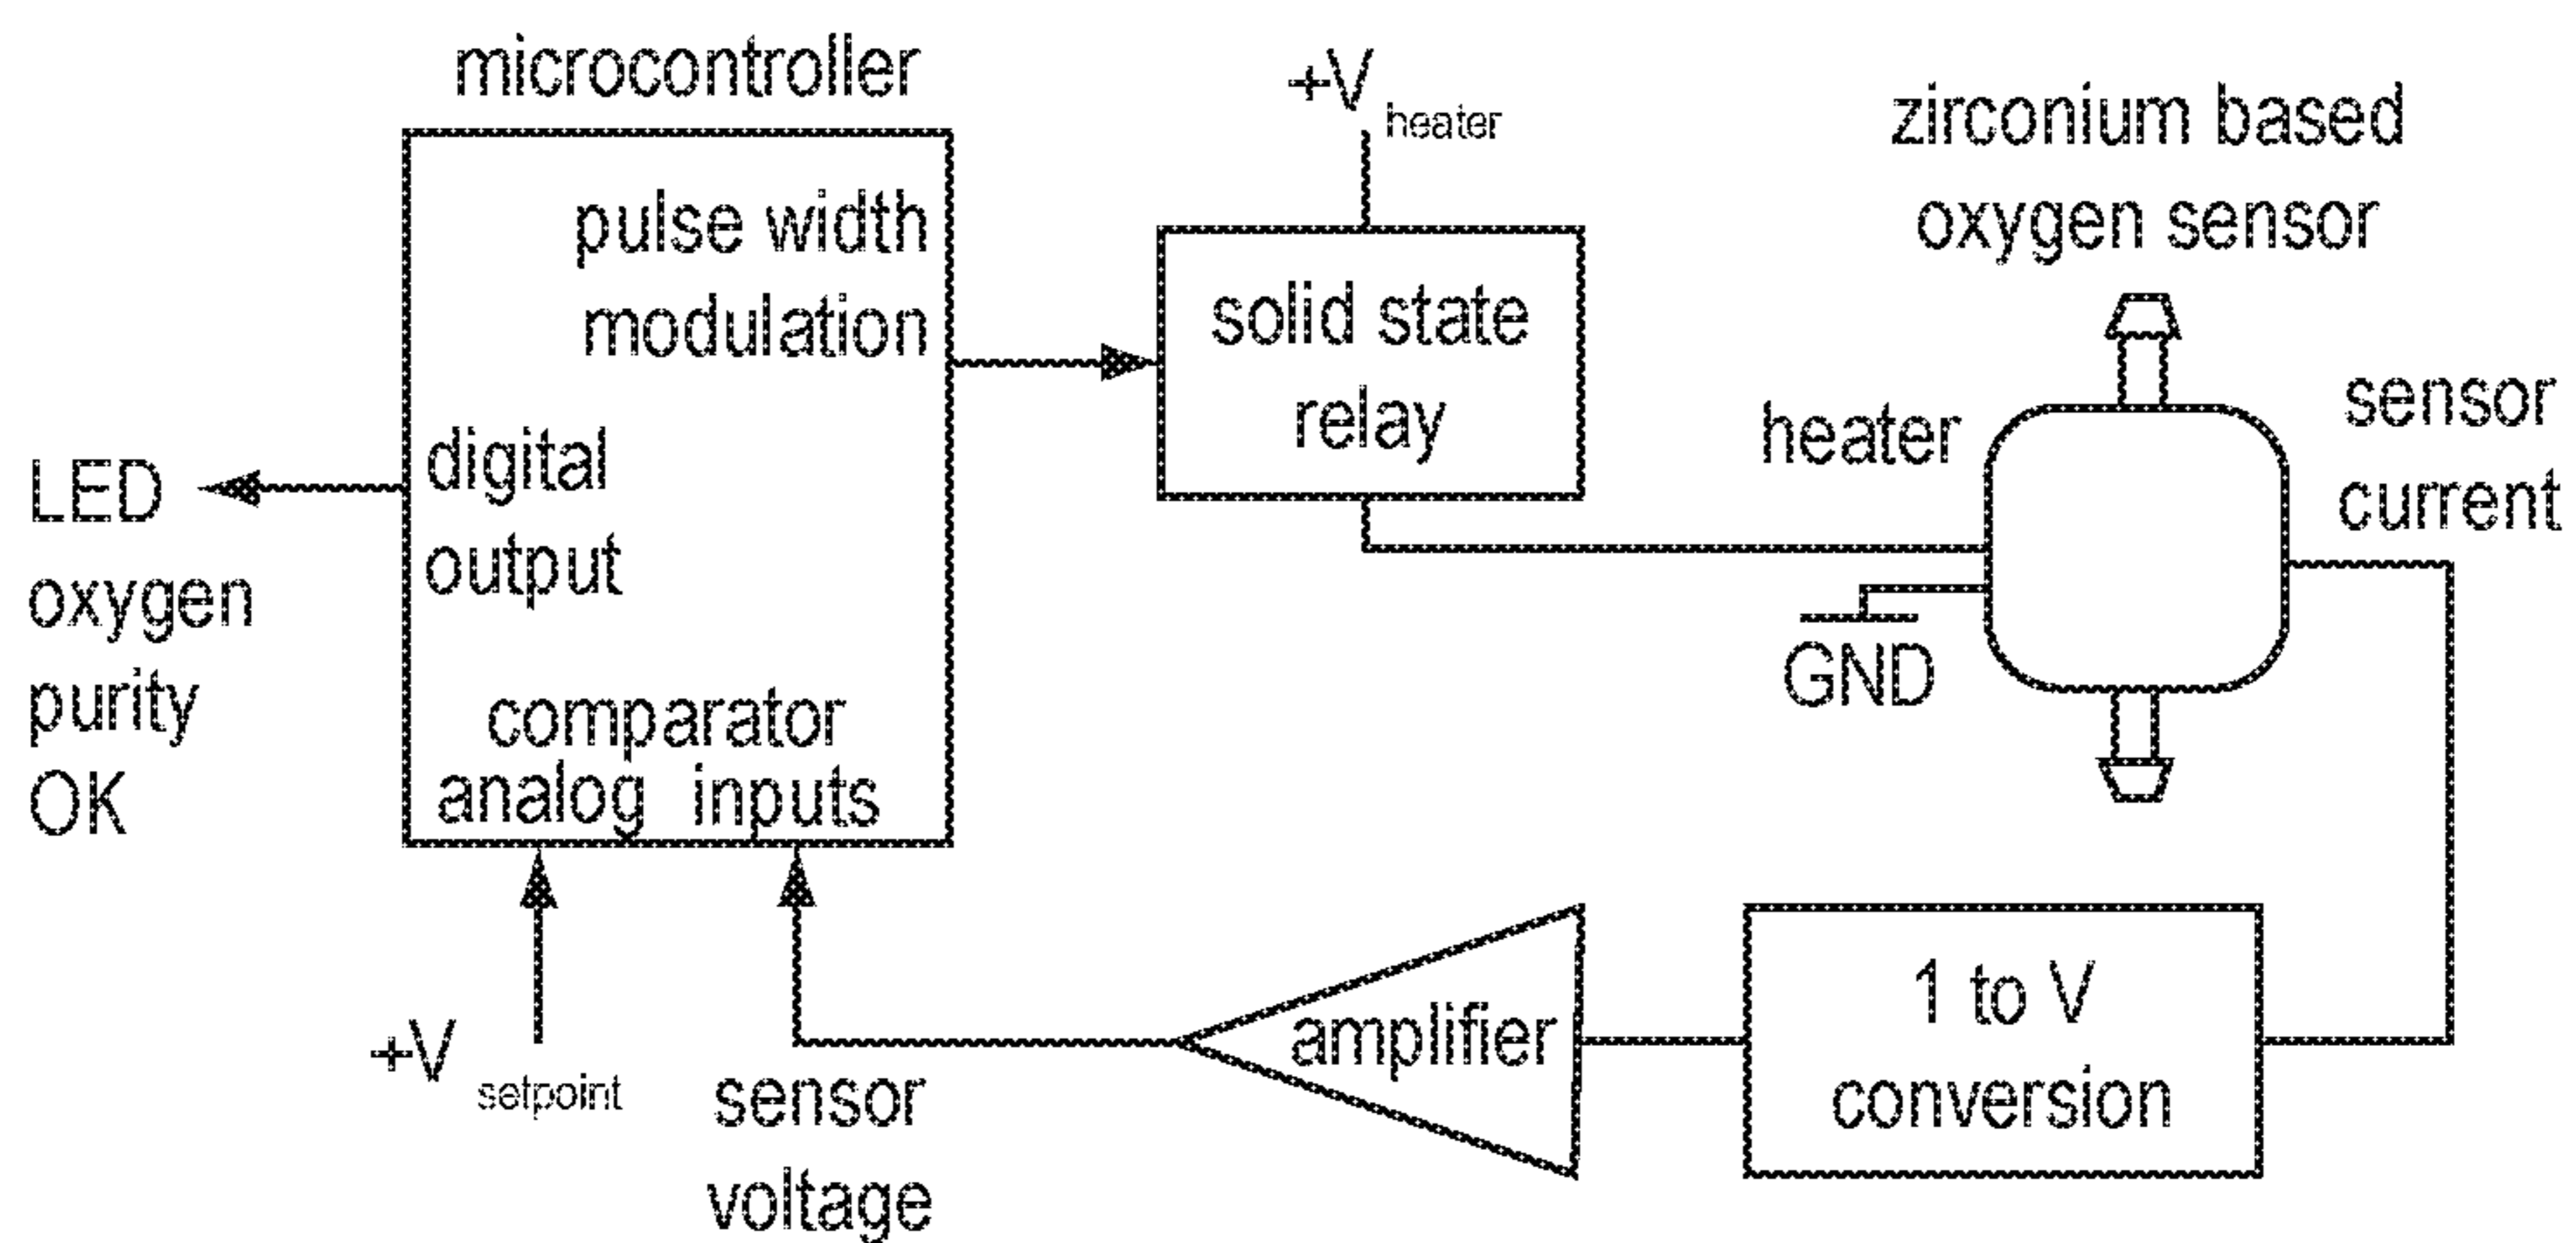 microcontroller
pulse width
modulation
digital
output
comparator
analog inputs
LED
oxygen
purity
OK
+V heater
solid state
relay
zirconium based
oxygen sensor
heater
sensor
current
GND
+V setpoint
sensor
voltage
amplifier
1 to V
conversion